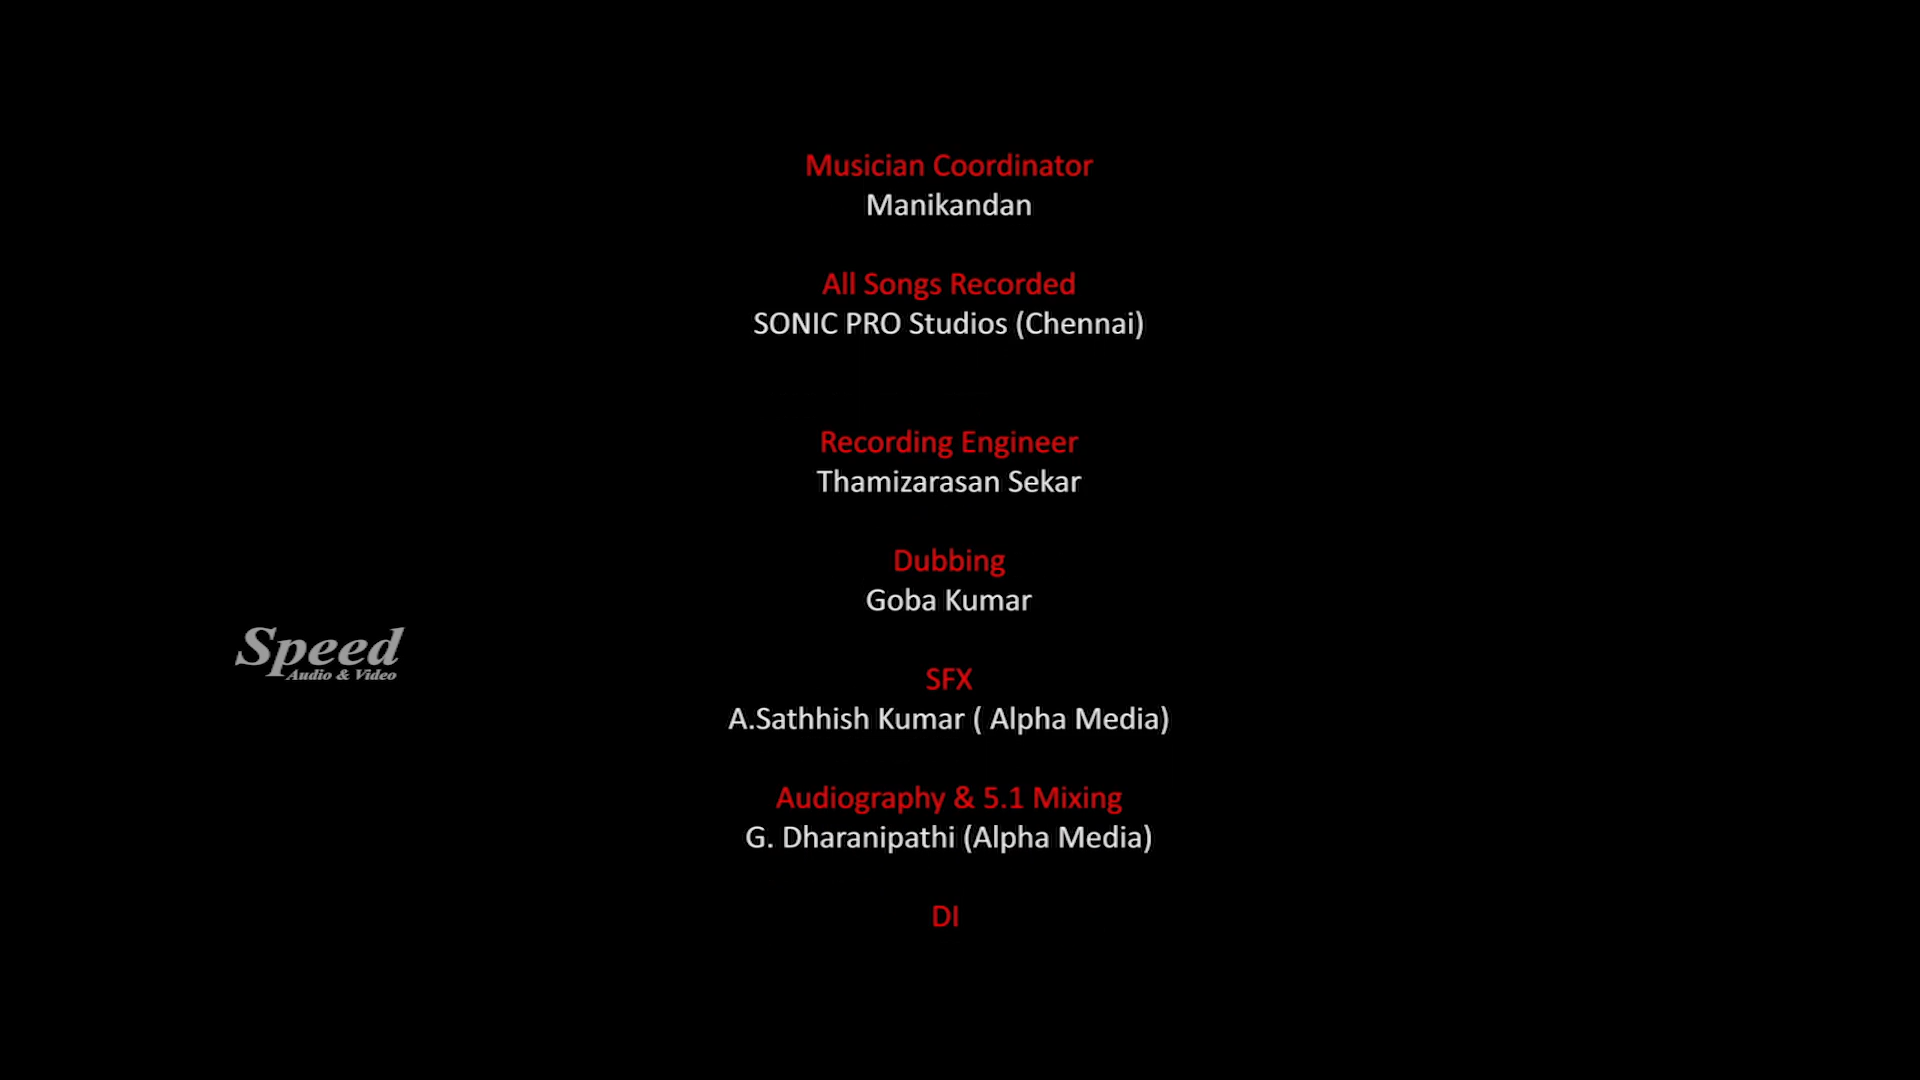 Musician Coordinator
Manikandan
All Songs Recorded
SONIC PRO Studios (Chennai)
Recording Engineer
Thamizarasan Sekar
Dubbing
Goba Kumar
Speed
Audio & Video
SFX
A.Sathhish Kumar ( Alpha Media)
Audiography & 5.1 Mixing
G. Dharanipathi (Alpha Media)
DI